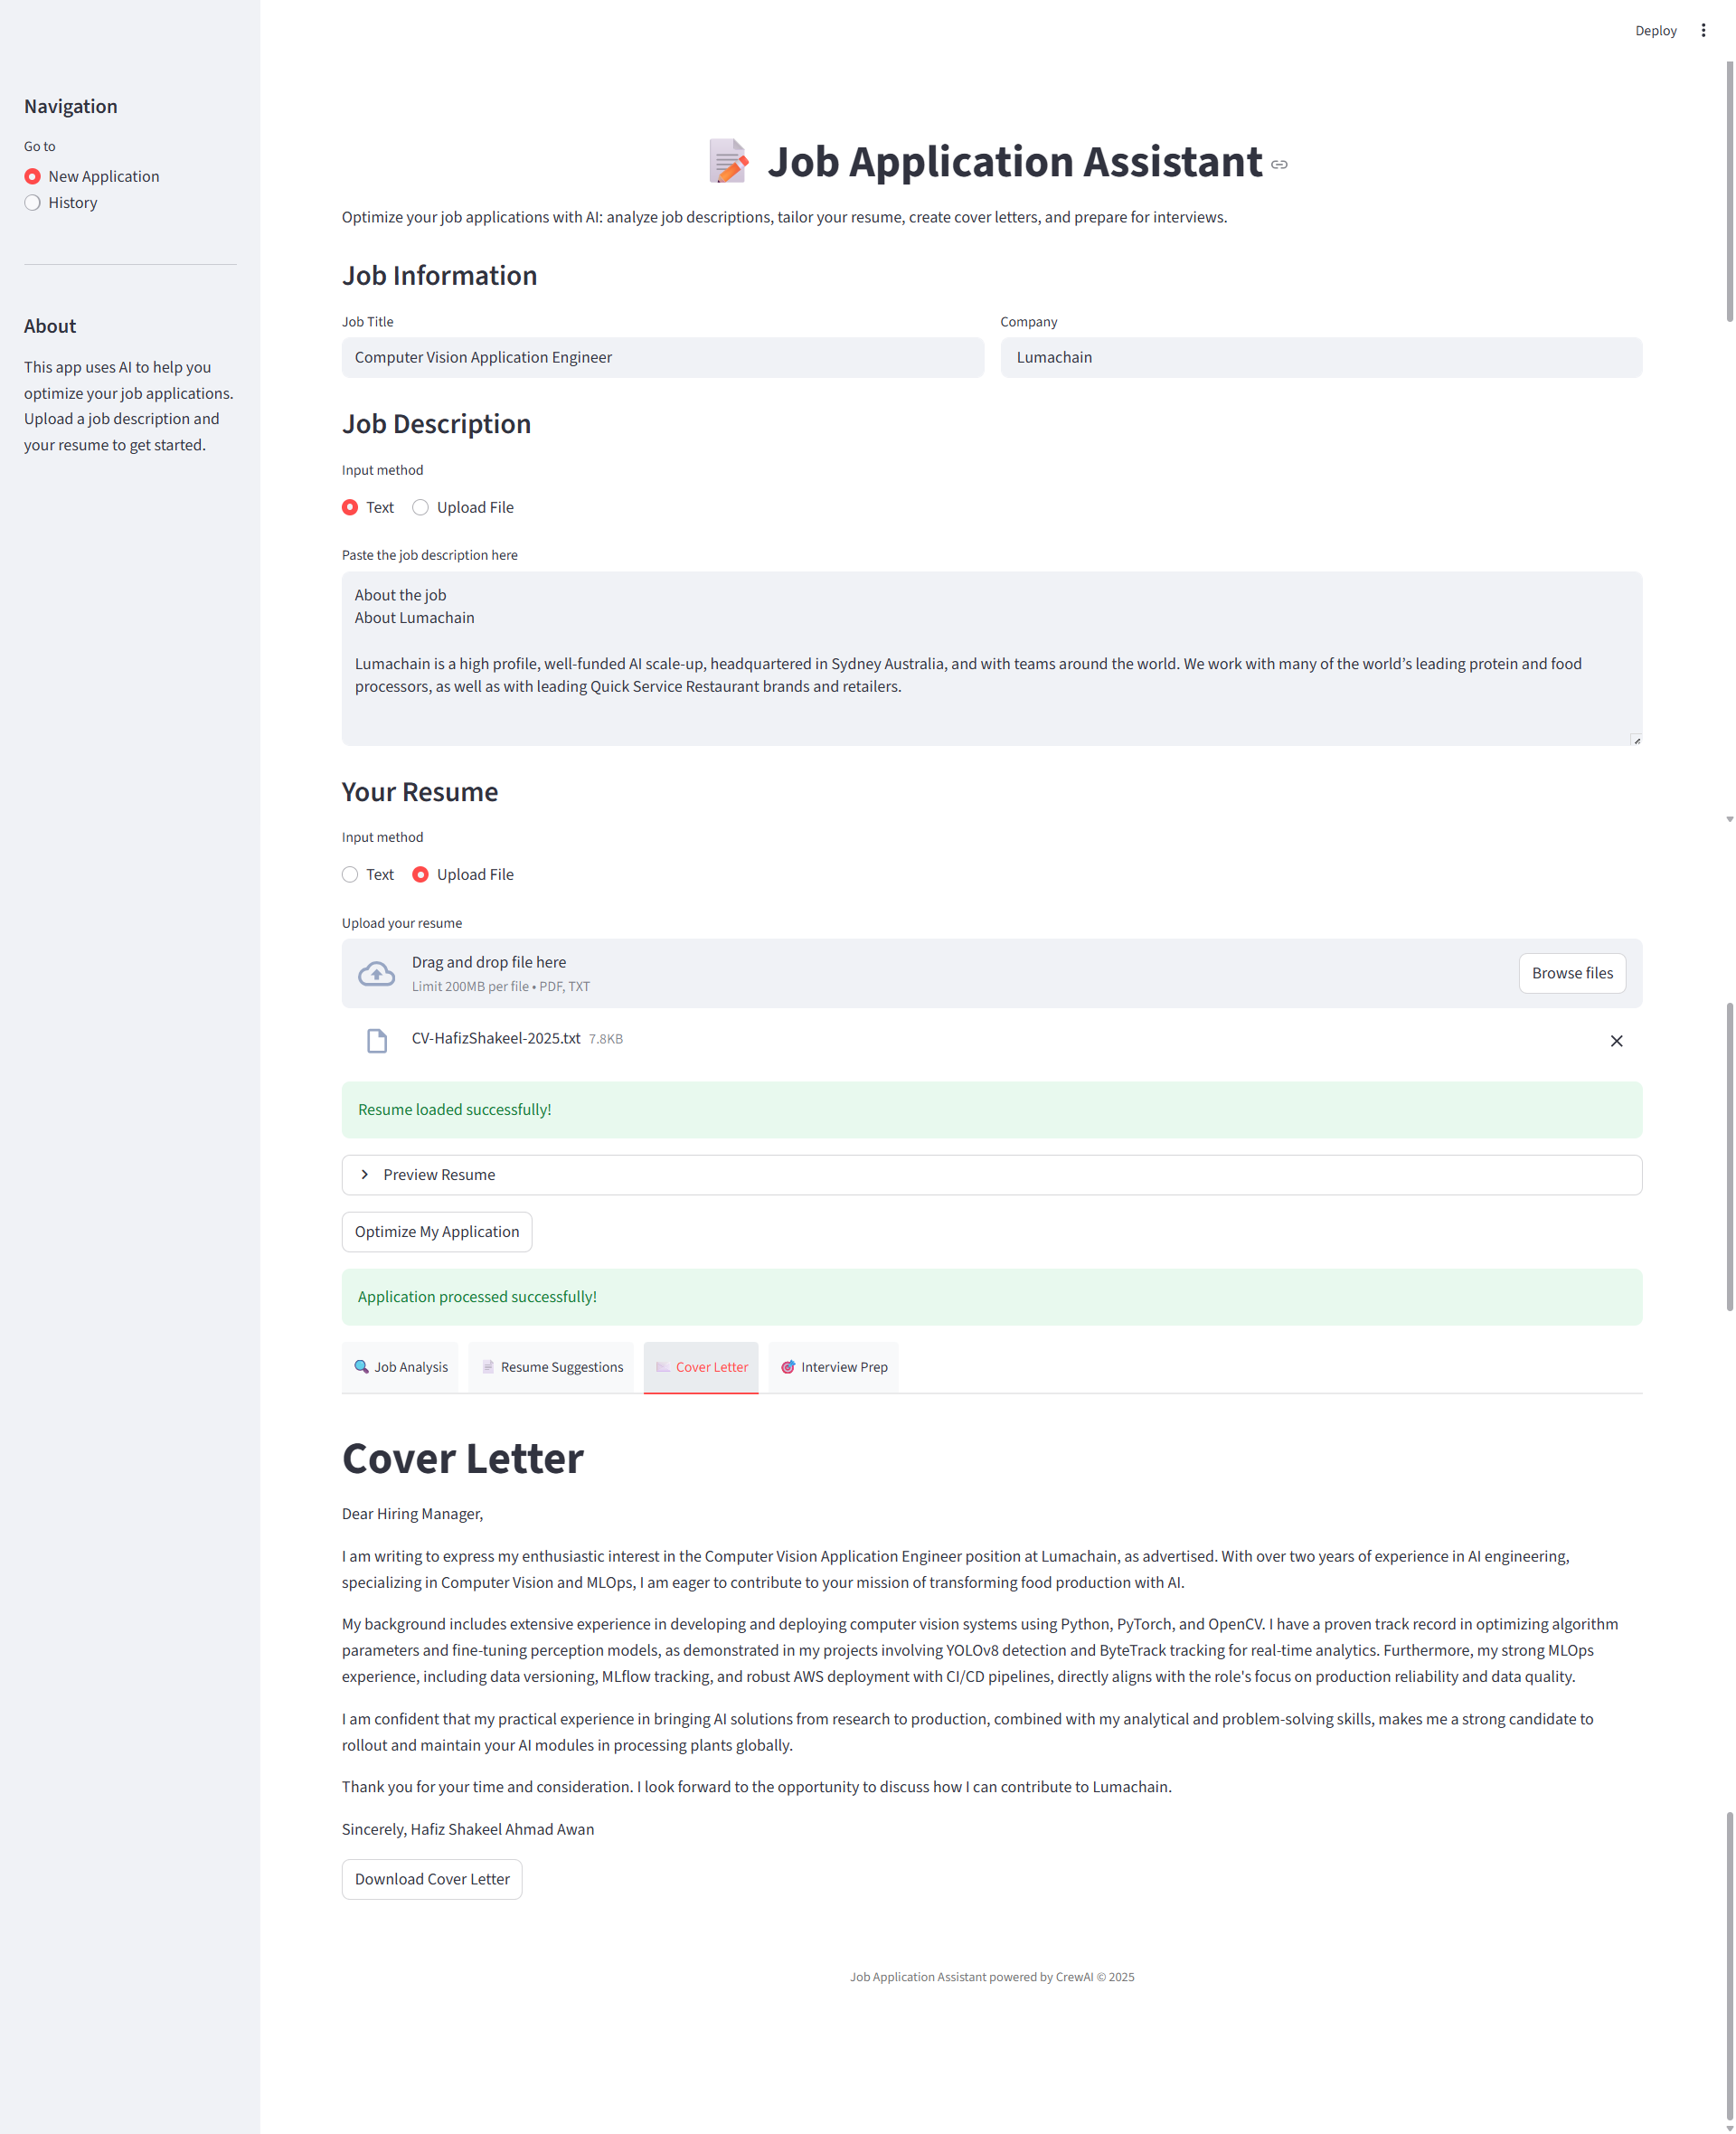 Deploy
Navigation
Go to
New Application
History
About
This app uses AI to help you
optimize your job applications.
Upload a job description and
your resume to get started.
Job Application Assistant
Optimize your job applications with AI: analyze job descriptions, tailor your resume, create cover letters, and prepare for interviews.
Job Information
Job Title
Company
Computer Vision Application Engineer
Lumachain
Job Description
Input method
Text
Upload File
Paste the job description here
About the job
About Lumachain
Lumachain is a high profile, well-funded AI scale-up, headquartered in Sydney Australia, and with teams around the world. We work with many of the world’s leading protein and food
processors, as well as with leading Quick Service Restaurant brands and retailers.
Your Resume
Input method
Text
Upload File
Upload your resume
Drag and drop file here
Limit 200MB per file • PDF, TXT
Browse files
CV-HafizShakeel-2025.txt 7.8KB
Resume loaded successfully!
Preview Resume
Optimize My Application
Application processed successfully!
Job Analysis
Resume Suggestions
Cover Letter
Interview Prep
Cover Letter
Dear Hiring Manager,
I am writing to express my enthusiastic interest in the Computer Vision Application Engineer position at Lumachain, as advertised. With over two years of experience in AI engineering,
specializing in Computer Vision and MLOps, I am eager to contribute to your mission of transforming food production with AI.
My background includes extensive experience in developing and deploying computer vision systems using Python, PyTorch, and OpenCV. I have a proven track record in optimizing algorithm
parameters and fine-tuning perception models, as demonstrated in my projects involving YOLOv8 detection and ByteTrack tracking for real-time analytics. Furthermore, my strong MLOps
experience, including data versioning, MLflow tracking, and robust AWS deployment with CI/CD pipelines, directly aligns with the role's focus on production reliability and data quality.
I am confident that my practical experience in bringing AI solutions from research to production, combined with my analytical and problem-solving skills, makes me a strong candidate to
rollout and maintain your AI modules in processing plants globally.
Thank you for your time and consideration. I look forward to the opportunity to discuss how I can contribute to Lumachain.
Sincerely, Hafiz Shakeel Ahmad Awan
Download Cover Letter
Job Application Assistant powered by CrewAI © 2025